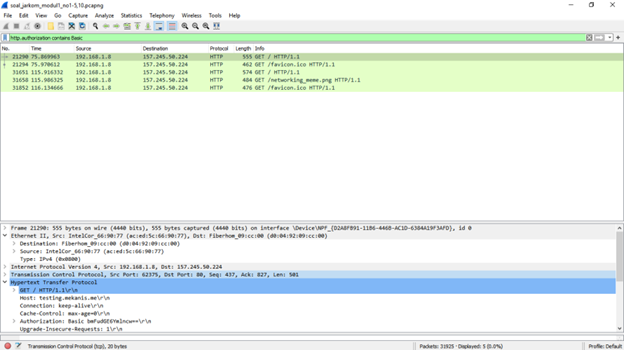 soal_jarkom_modul1_no1-5,10.pcapng
File Edit View Go Capture Analyze Statistics Telephony Wireless Tools Help
http.authorization contains Basic
No. Time Source Destination Protocol Length Info
21290 75.869963 192.168.1.8 157.245.50.224 HTTP 555 GET / HTTP/1.1
21294 75.970612 192.168.1.8 157.245.50.224 HTTP 462 GET /favicon.ico HTTP/1.1
31651 115.916332 192.168.1.8 157.245.50.224 HTTP 574 GET / HTTP/1.1
31658 115.986325 192.168.1.8 157.245.50.224 HTTP 484 GET /networking_meme.png HTTP/1.1
31852 116.134666 192.168.1.8 157.245.50.224 HTTP 476 GET /favicon.ico HTTP/1.1
Frame 21290: 555 bytes on wire (4440 bits), 555 bytes captured (4440 bits) on interface \Device\NPF_{D2A8FB91-11B6-446B-AC1D-6384A19F3AFD}, id 0
Ethernet II, Src: IntelCor_66:90:77 (ac:ed:5c:66:90:77), Dst: Fiberhom_09:cc:00 (d0:04:92:09:cc:00)
Destination: Fiberhom_09:cc:00 (d0:04:92:09:cc:00)
Source: IntelCor_66:90:77 (ac:ed:5c:66:90:77)
Type: IPv4 (0x0800)
Internet Protocol Version 4, Src: 192.168.1.8, Dst: 157.245.50.224
Transmission Control Protocol, Src Port: 62375, Dst Port: 80, Seq: 437, Ack: 827, Len: 501
Hypertext Transfer Protocol
GET / HTTP/1.1\r\n
Host: testing.mekanis.me\r\n
Connection: keep-alive\r\n
Cache-Control: max-age=0\r\n
Authorization: Basic bmFudGE6Ymlncw==\r\n
Upgrade-Insecure-Requests: 1\r\n
Transmission Control Protocol (tcp), 20 bytes
Packets: 31925 · Displayed: 5 (0.0%)
Profile: Default